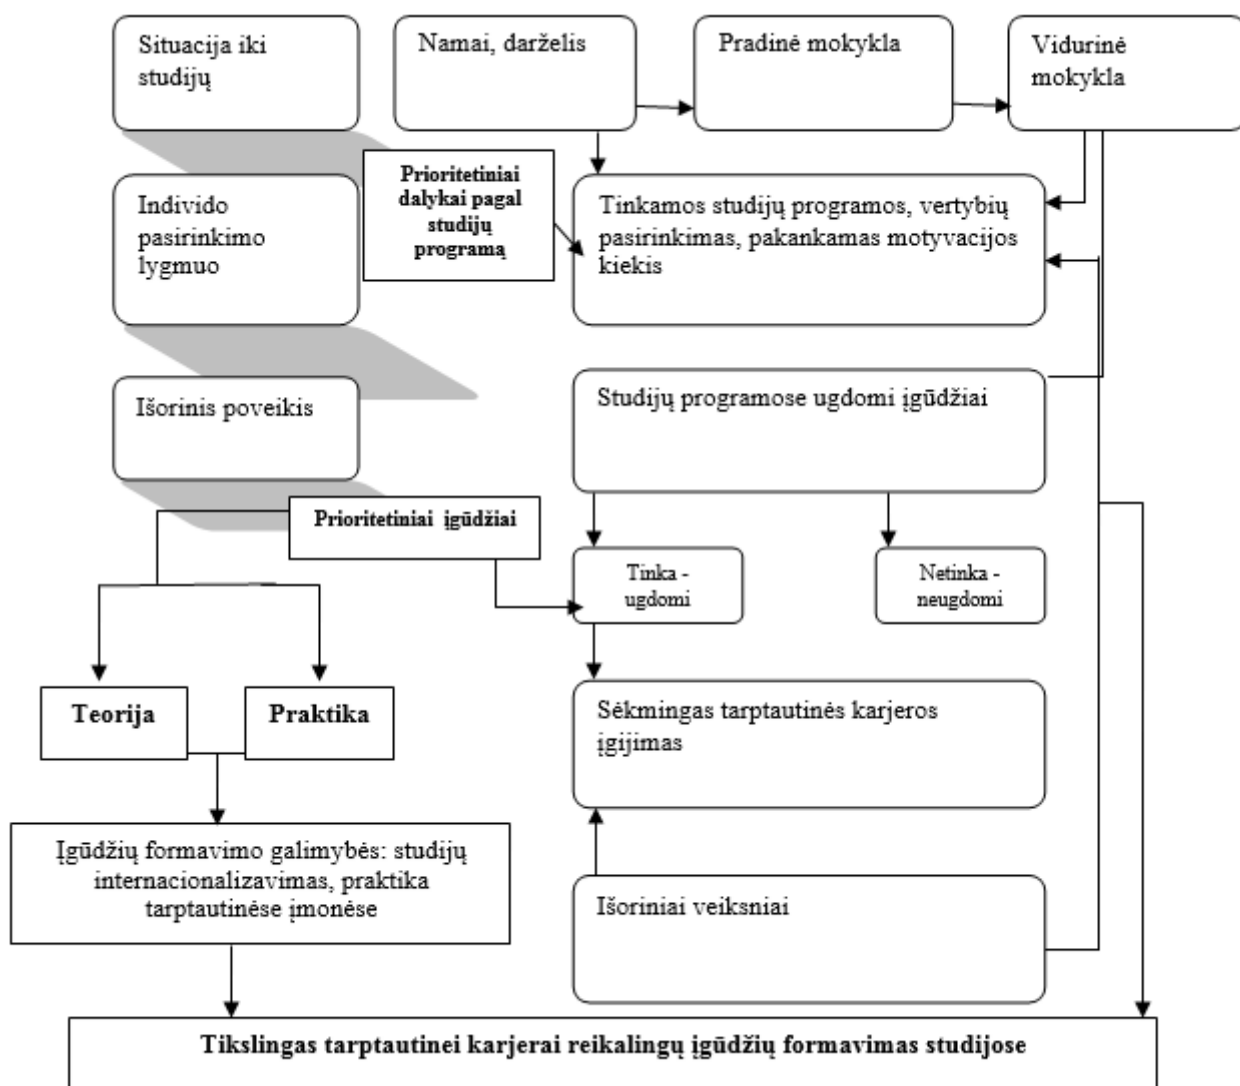 Situacija iki
studijų
Namai, darželis
Pradinė mokykla
Vidurinė
mokykla
Prioritetiniai
dalykai pagal
studijų
programą
Individo
pasirinkimo
lygmuo
Tinkamos studijų programos, vertybių
pasirinkimas, pakankamas motyvacijos
kiekis
Išorinis poveikis
Studijų programose ugdomi įgūdžiai
Prioritetiniai įgūdžiai
Tinka -
ugdomi
Netinka -
neugdomi
Teorija
Praktika
Sėkmingas tarptautinės karjeros
įgijimas
Įgūdžių formavimo galimybės: studijų
internacionalizavimas, praktika
tarptautinėse įmonėse
Išoriniai veiksniai
Tikslingas tarptautinei karjerai reikalingų įgūdžių formavimas studijose